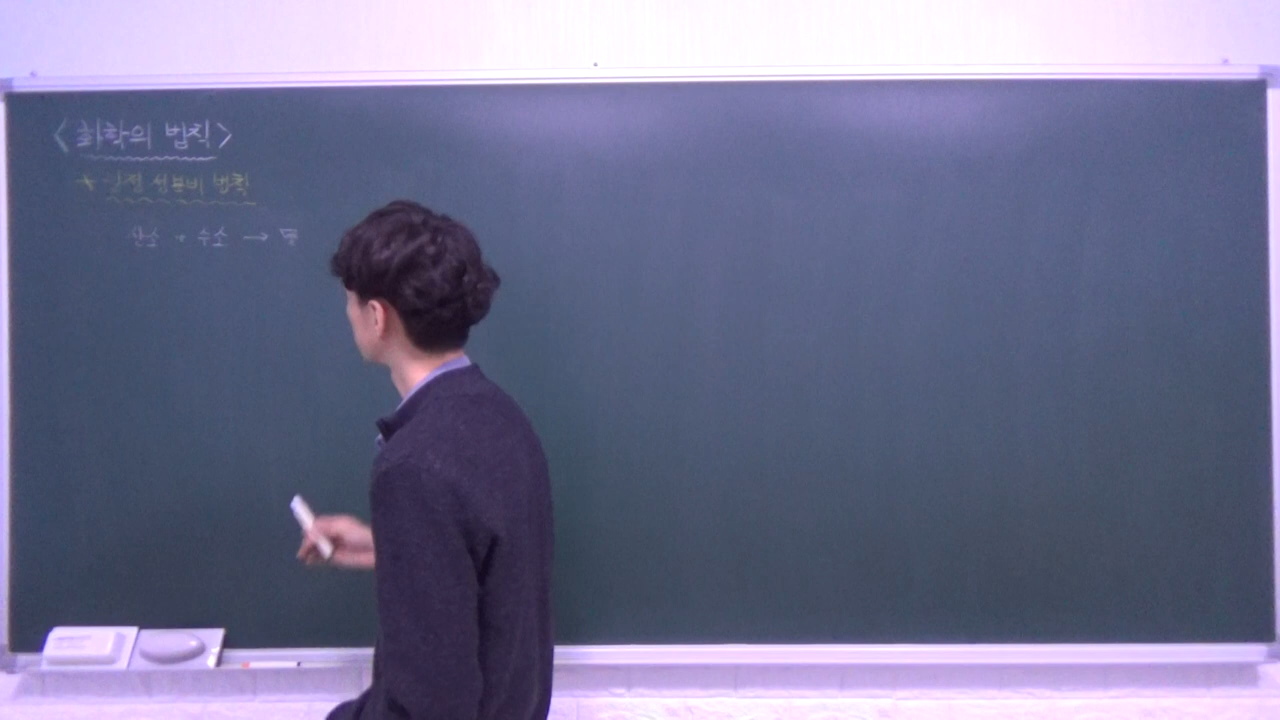 <화학의 법칙>
* 일정 성분비 법칙
산소 + 수소 → 물